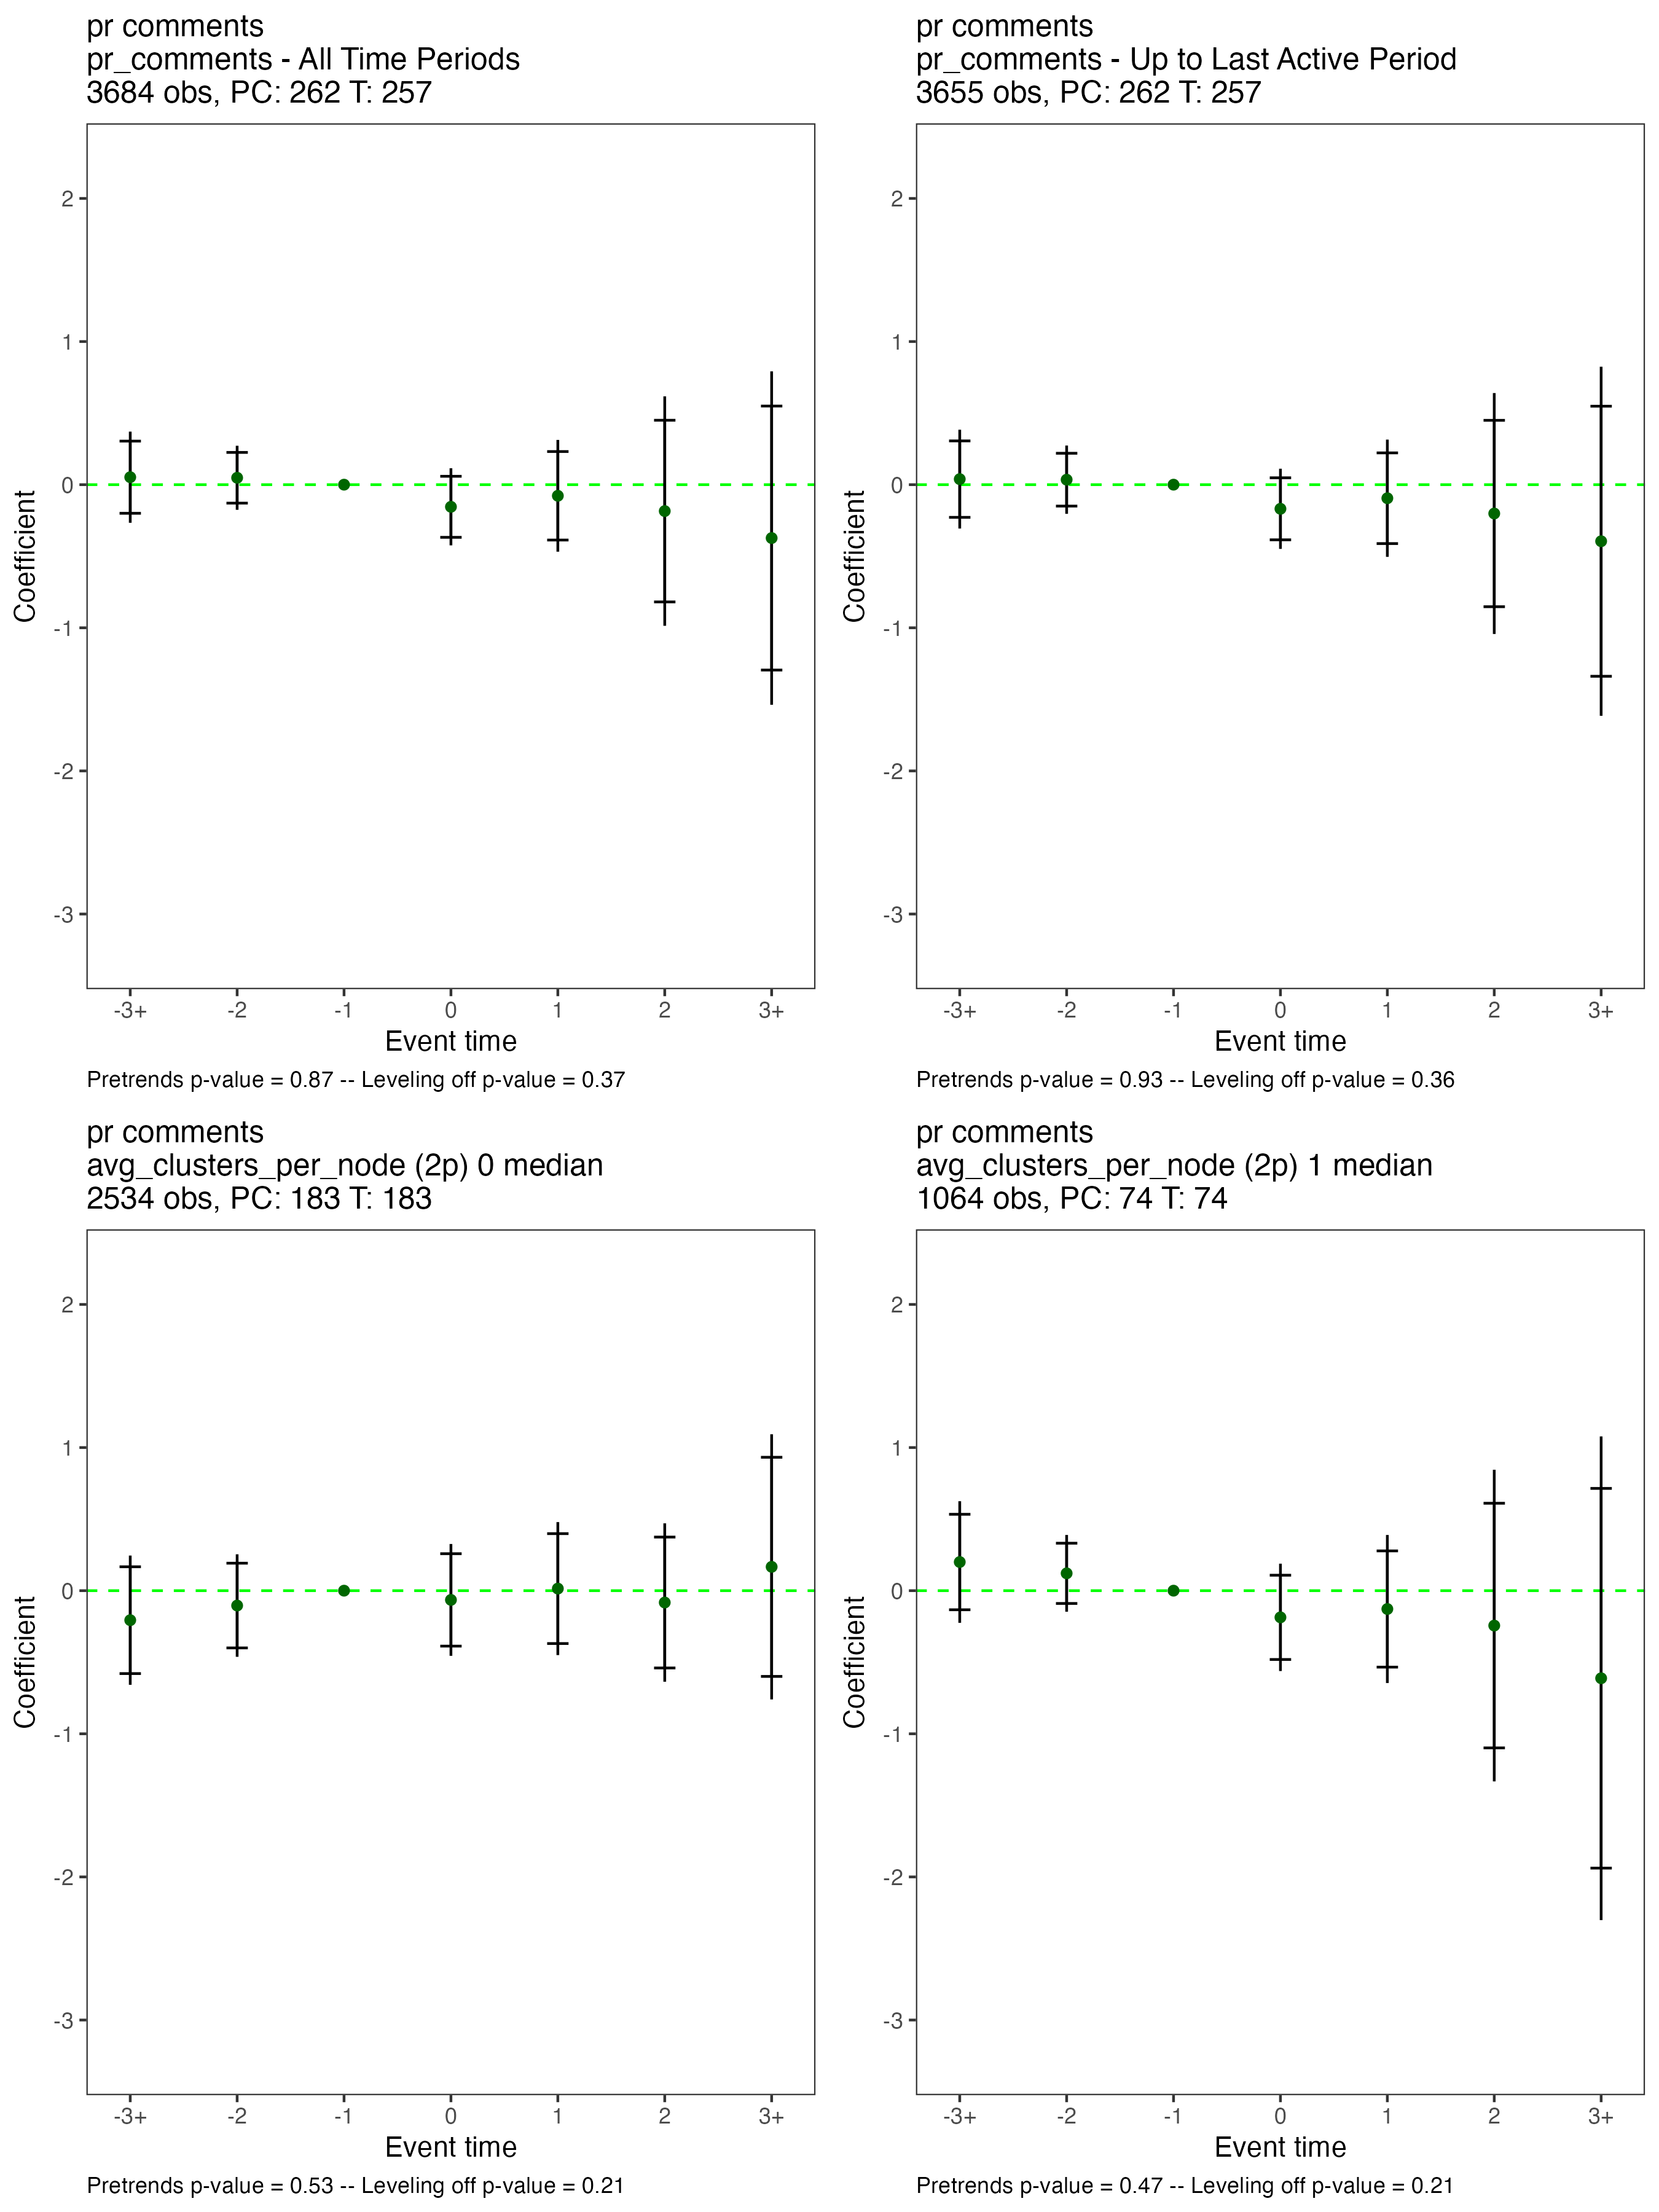 pr comments
pr_comments - All Time Periods
3684 obs, PC: 262 T: 257
2
1
0
-1
-2
-3
Coefficient
-3+ -2 -1 0 1 2 3+
Event time
Pretrends p-value = 0.87 -- Leveling off p-value = 0.37
pr comments
pr_comments - Up to Last Active Period
3655 obs, PC: 262 T: 257
2
1
0
-1
-2
-3
Coefficient
-3+ -2 -1 0 1 2 3+
Event time
Pretrends p-value = 0.93 -- Leveling off p-value = 0.36
pr comments
avg_clusters_per_node (2p) 0 median
2534 obs, PC: 183 T: 183
2
1
0
-1
-2
-3
Coefficient
-3+ -2 -1 0 1 2 3+
Event time
Pretrends p-value = 0.53 -- Leveling off p-value = 0.21
pr comments
avg_clusters_per_node (2p) 1 median
1064 obs, PC: 74 T: 74
2
1
0
-1
-2
-3
Coefficient
-3+ -2 -1 0 1 2 3+
Event time
Pretrends p-value = 0.47 -- Leveling off p-value = 0.21